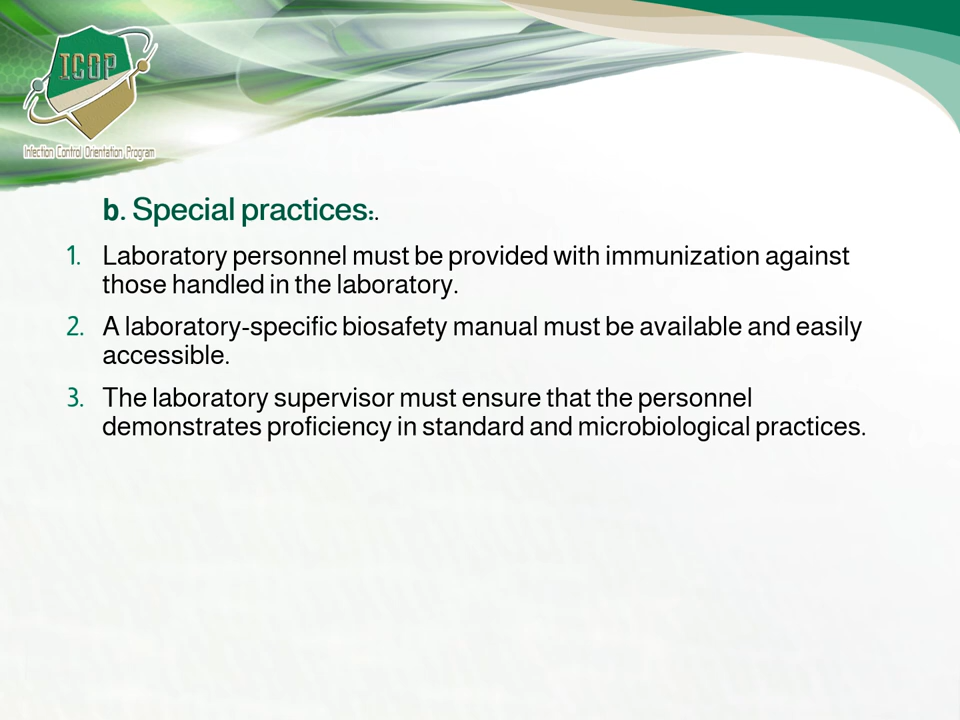 ICOP
Infection Control Orientation Program
b. Special practices:.
1. Laboratory personnel must be provided with immunization against
those handled in the laboratory.
2. A laboratory-specific biosafety manual must be available and easily
accessible.
3. The laboratory supervisor must ensure that the personnel
demonstrates proficiency in standard and microbiological practices.